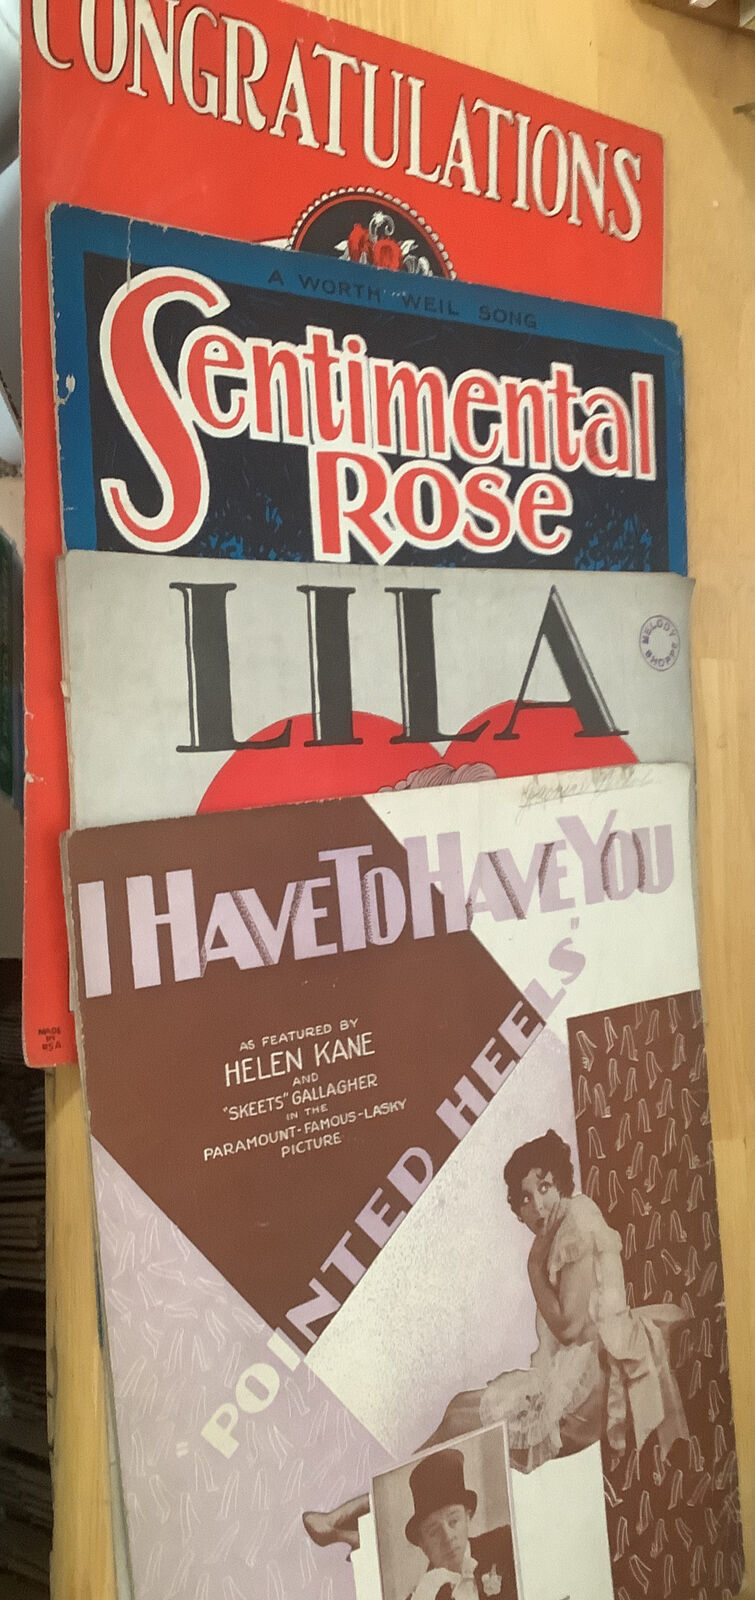 CONGRATULATIONS
A WORTH WEIL SONG
Sentimental
Rose
LILA
MELODY
SHOPPE
I HAVE TO HAVE YOU
AS FEATURED BY
HELEN KANE
AND
"SKEETS" GALLAGHER
IN THE
PARAMOUNT-FAMOUS-LASKY
PICTURE
"POINTED HEELS"
MADE
IN
USA